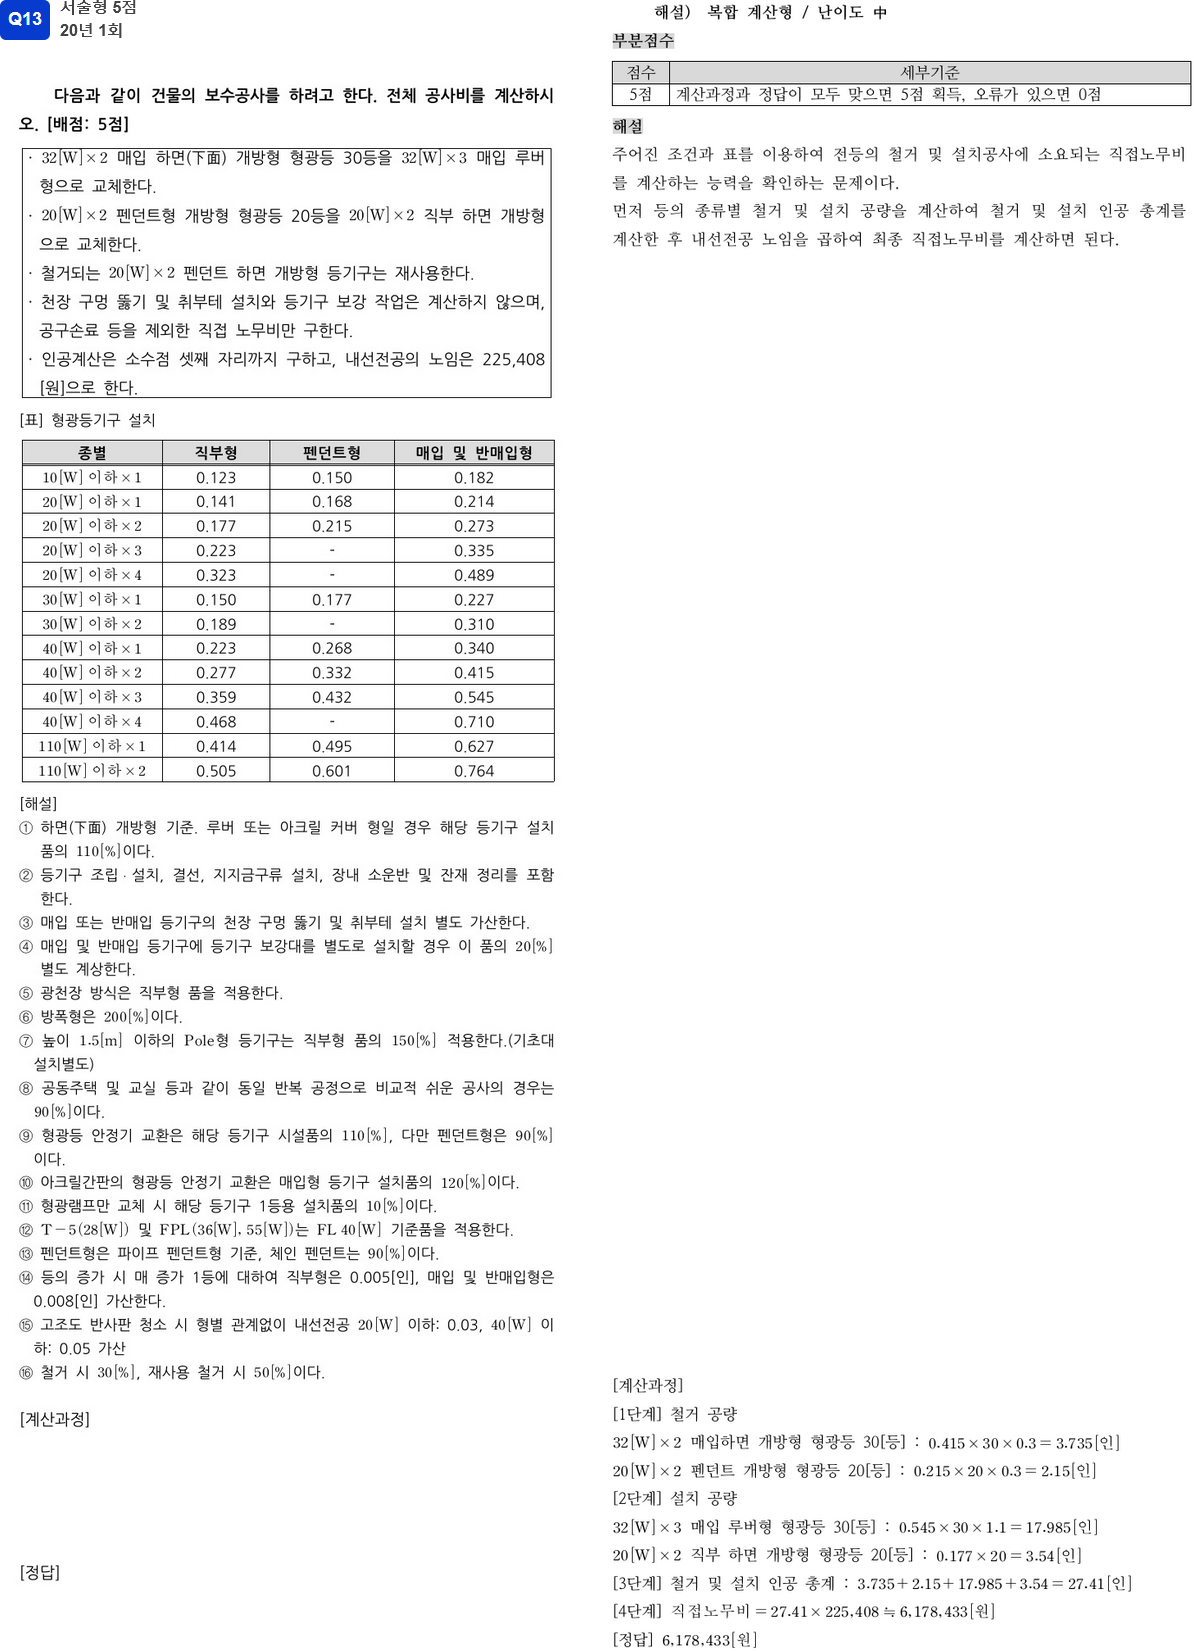 Q13
서술형 5점
20년 1회
다음과 같이 건물의 보수공사를 하려고 한다. 전체 공사비를 계산하시
오. [배점: 5점]
· 32[W]×2 매입 하면(下面) 개방형 형광등 30등을 32[W]×3 매입 루버
형으로 교체한다.
· 20[W]×2 펜던트형 개방형 형광등 20등을 20[W]×2 직부 하면 개방형
으로 교체한다.
· 철거되는 20[W]×2 펜던트 하면 개방형 등기구는 재사용한다.
· 천장 구멍 뚫기 및 취부테 설치와 등기구 보강 작업은 계산하지 않으며,
공구손료 등을 제외한 직접 노무비만 구한다.
· 인공계산은 소수점 셋째 자리까지 구하고, 내선전공의 노임은 225,408
[원]으로 한다.
[표] 형광등기구 설치
종별 직부형 펜던트형 매입 및 반매입형
10[W] 이하×1 0.123 0.150 0.182
20[W] 이하×1 0.141 0.168 0.214
20[W] 이하×2 0.177 0.215 0.273
20[W] 이하×3 0.223 - 0.335
20[W] 이하×4 0.323 - 0.489
30[W] 이하×1 0.150 0.177 0.227
30[W] 이하×2 0.189 - 0.310
40[W] 이하×1 0.223 0.268 0.340
40[W] 이하×2 0.277 0.332 0.415
40[W] 이하×3 0.359 0.432 0.545
40[W] 이하×4 0.468 - 0.710
110[W] 이하×1 0.414 0.495 0.627
110[W] 이하×2 0.505 0.601 0.764
[해설]
① 하면(下面) 개방형 기준. 루버 또는 아크릴 커버 형일 경우 해당 등기구 설치
품의 110[%]이다.
② 등기구 조립·설치, 결선, 지지금구류 설치, 장내 소운반 및 잔재 정리를 포함
한다.
③ 매입 또는 반매입 등기구의 천장 구멍 뚫기 및 취부테 설치 별도 가산한다.
④ 매입 및 반매입 등기구에 등기구 보강대를 별도로 설치할 경우 이 품의 20[%]
별도 계상한다.
⑤ 광천장 방식은 직부형 품을 적용한다.
⑥ 방폭형은 200[%]이다.
⑦ 높이 1.5[m] 이하의 Pole형 등기구는 직부형 품의 150[%] 적용한다.(기초대
설치별도)
⑧ 공동주택 및 교실 등과 같이 동일 반복 공정으로 비교적 쉬운 공사의 경우는
90[%]이다.
⑨ 형광등 안정기 교환은 해당 등기구 시설품의 110[%], 다만 펜던트형은 90[%]
이다.
⑩ 아크릴간판의 형광등 안정기 교환은 매입형 등기구 설치품의 120[%]이다.
⑪ 형광램프만 교체 시 해당 등기구 1등용 설치품의 10[%]이다.
⑫ T-5(28[W]) 및 FPL(36[W], 55[W])는 FL 40[W] 기준품을 적용한다.
⑬ 펜던트형은 파이프 펜던트형 기준, 체인 펜던트는 90[%]이다.
⑭ 등의 증가 시 매 증가 1등에 대하여 직부형은 0.005[인], 매입 및 반매입형은
0.008[인] 가산한다.
⑮ 고조도 반사판 청소 시 형별 관계없이 내선전공 20[W] 이하: 0.03, 40[W] 이
하: 0.05 가산
⑯ 철거 시 30[%], 재사용 철거 시 50[%]이다.
[계산과정]
[정답]
해설) 복합 계산형 / 난이도 中
부분점수
점수 세부기준
5점 계산과정과 정답이 모두 맞으면 5점 획득, 오류가 있으면 0점
해설
주어진 조건과 표를 이용하여 전등의 철거 및 설치공사에 소요되는 직접노무비
를 계산하는 능력을 확인하는 문제이다.
먼저 등의 종류별 철거 및 설치 공량을 계산하여 철거 및 설치 인공 총계를
계산한 후 내선전공 노임을 곱하여 최종 직접노무비를 계산하면 된다.
[계산과정]
[1단계] 철거 공량
32[W]×2 매입하면 개방형 형광등 30[등] : 0.415×30×0.3=3.735[인]
20[W]×2 펜던트 개방형 형광등 20[등] : 0.215×20×0.3=2.15[인]
[2단계] 설치 공량
32[W]×3 매입 루버형 형광등 30[등] : 0.545×30×1.1=17.985[인]
20[W]×2 직부 하면 개방형 형광등 20[등] : 0.177×20=3.54[인]
[3단계] 철거 및 설치 인공 총계 : 3.735+2.15+17.985+3.54=27.41[인]
[4단계] 직접노무비=27.41×225,408≒6,178,433[원]
[정답] 6,178,433[원]